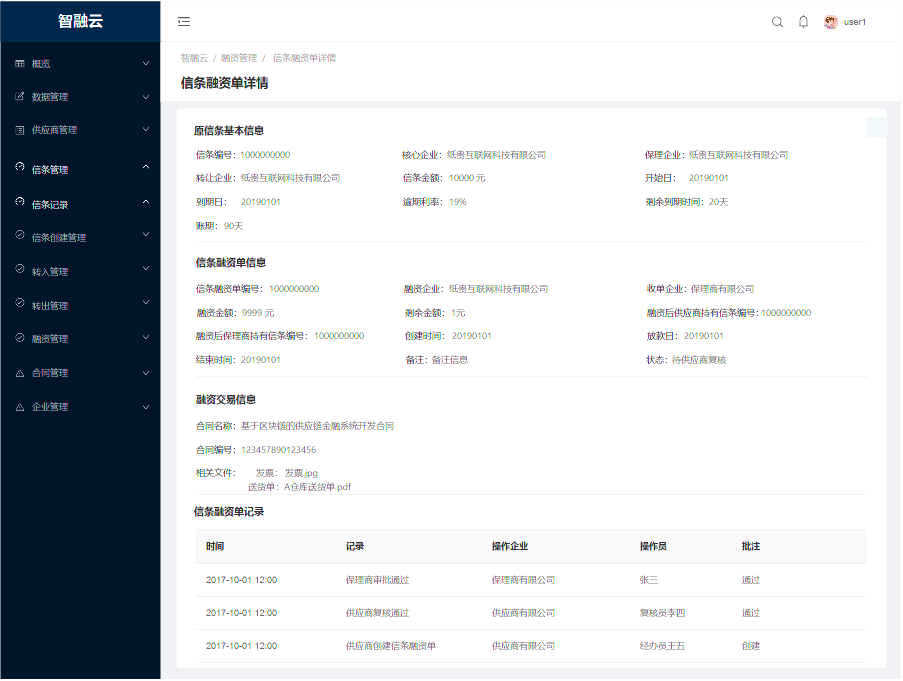 智融云
user1
概览
数据管理
供应商管理
信条管理
信条记录
信条创建管理
转入管理
转出管理
融资管理
合同管理
企业管理
智融云 / 融资管理 / 信条融资单详情
信条融资单详情
原信条基本信息
信条编号: 1000000000 核心企业: 纸贵互联网科技有限公司 保理企业: 纸贵互联网科技有限公司
转让企业: 纸贵互联网科技有限公司 信条金额: 10000 元 开始日: 20190101
到期日: 20190101 逾期利率: 19% 剩余到期时间: 20天
账期: 90天
信条融资单信息
信条融资单编号: 1000000000 融资企业: 纸贵互联网科技有限公司 收单企业: 保理商有限公司
融资金额: 9999 元 剩余金额: 1元 融资后供应商持有信条编号: 1000000000
融资后保理商持有信条编号: 1000000000 创建时间: 20190101 放款日: 20190101
结束时间: 20190101 备注: 备注信息 状态: 待供应商复核
融资交易信息
合同名称: 基于区块链的供应链金融系统开发合同
合同编号: 123457890123456
相关文件: 发票: 发票.jpg
送货单: A仓库送货单.pdf
信条融资单记录
时间 记录 操作企业 操作员 批注
2017-10-01 12:00 保理商审批通过 保理商有限公司 张三 通过
2017-10-01 12:00 供应商复核通过 供应商有限公司 复核员李四 通过
2017-10-01 12:00 供应商创建信条融资单 供应商有限公司 经办员王五 创建